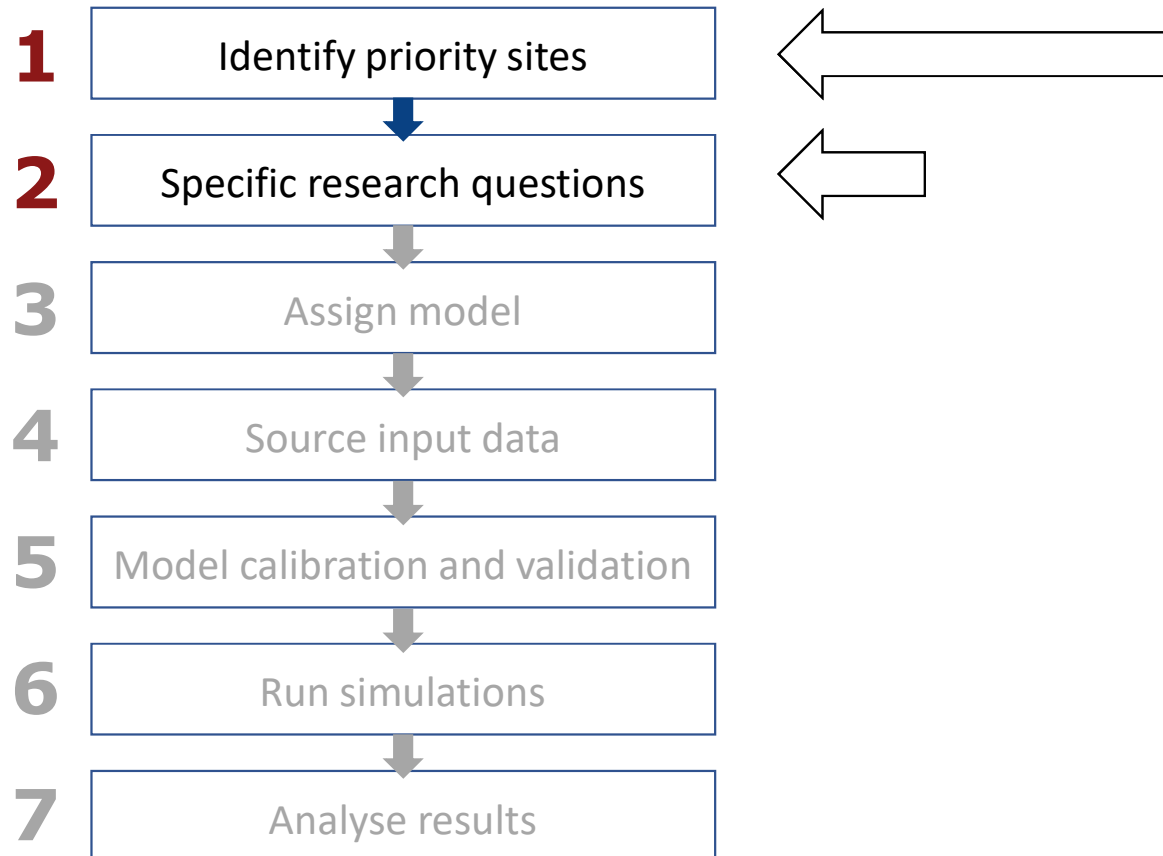 1 Identify priority sites
2 Specific research questions
3 Assign model
4 Source input data
5 Model calibration and validation
6 Run simulations
7 Analyse results